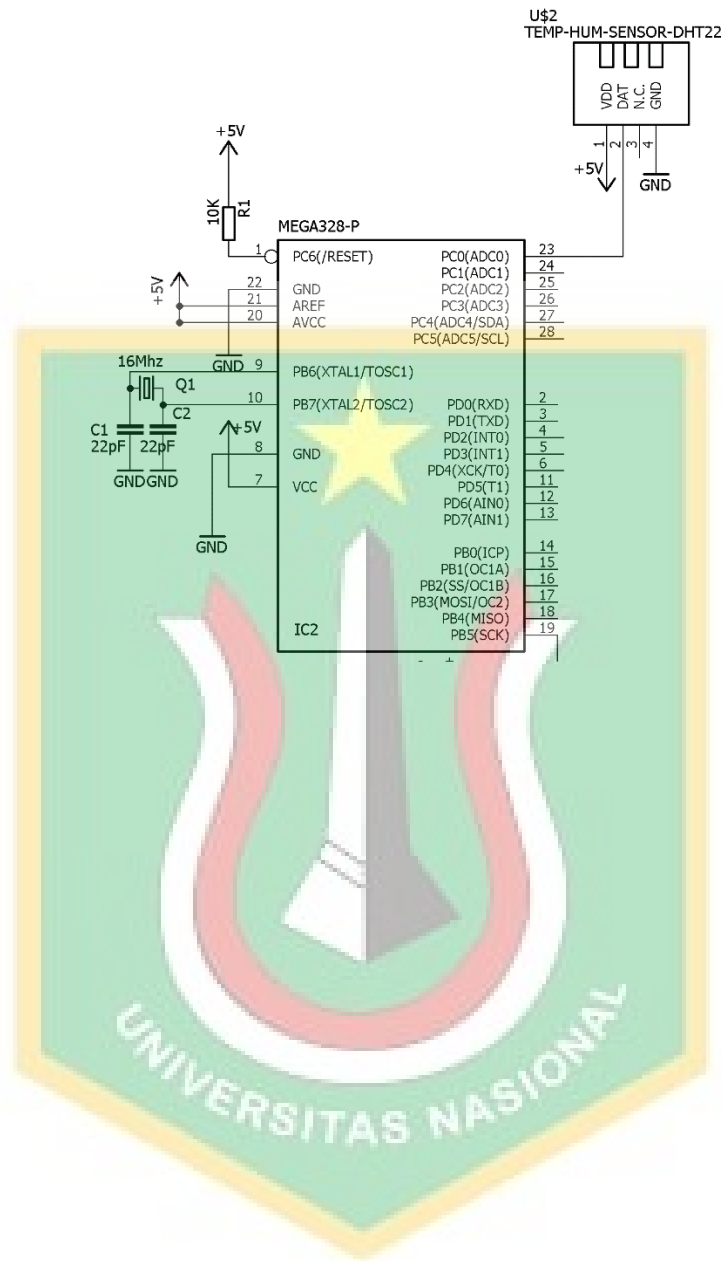 U$2
TEMP-HUM-SENSOR-DHT22
VDD
DAT
N.C.
GND
1
2
3
4
+5V
GND
+5V
10K
R1
MEGA328-P
1 PC6(/RESET)
22 GND
21 AREF
20 AVCC
+5V
GND
16Mhz
Q1
9 PB6(XTAL1/TOSC1)
10 PB7(XTAL2/TOSC2)
C1
22pF
C2
22pF
GND
GND
+5V
8 GND
7 VCC
GND
IC2
PC0(ADC0) 23
PC1(ADC1) 24
PC2(ADC2) 25
PC3(ADC3) 26
PC4(ADC4/SDA) 27
PC5(ADC5/SCL) 28
PD0(RXD) 2
PD1(TXD) 3
PD2(INT0) 4
PD3(INT1) 5
PD4(XCK/T0) 6
PD5(T1) 11
PD6(AIN0) 12
PD7(AIN1) 13
PB0(ICP) 14
PB1(OC1A) 15
PB2(SS/OC1B) 16
PB3(MOSI/OC2) 17
PB4(MISO) 18
PB5(SCK) 19
UNIVERSITAS NASIONAL